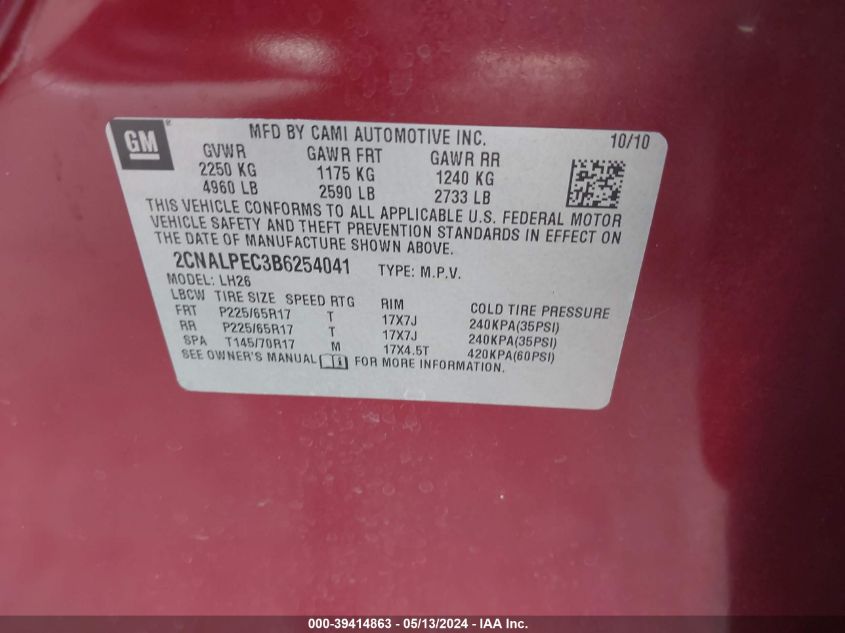 GM ®
MFD BY CAMI AUTOMOTIVE INC. 10/10
GVWR GAWR FRT GAWR RR
2250 KG 1175 KG 1240 KG
4960 LB 2590 LB 2733 LB
THIS VEHICLE CONFORMS TO ALL APPLICABLE U.S. FEDERAL MOTOR
VEHICLE SAFETY AND THEFT PREVENTION STANDARDS IN EFFECT ON
THE DATE OF MANUFACTURE SHOWN ABOVE.
2CNALPEC3B6254041 TYPE: M.P.V.
MODEL: LH26
LBCW TIRE SIZE SPEED RTG RIM COLD TIRE PRESSURE
FRT P225/65R17 T 17X7J 240KPA(35PSI)
RR P225/65R17 T 17X7J 240KPA(35PSI)
SPA T145/70R17 M 17X4.5T 420KPA(60PSI)
SEE OWNER'S MANUAL i FOR MORE INFORMATION.
000-39414863 - 05/13/2024 - IAA Inc.